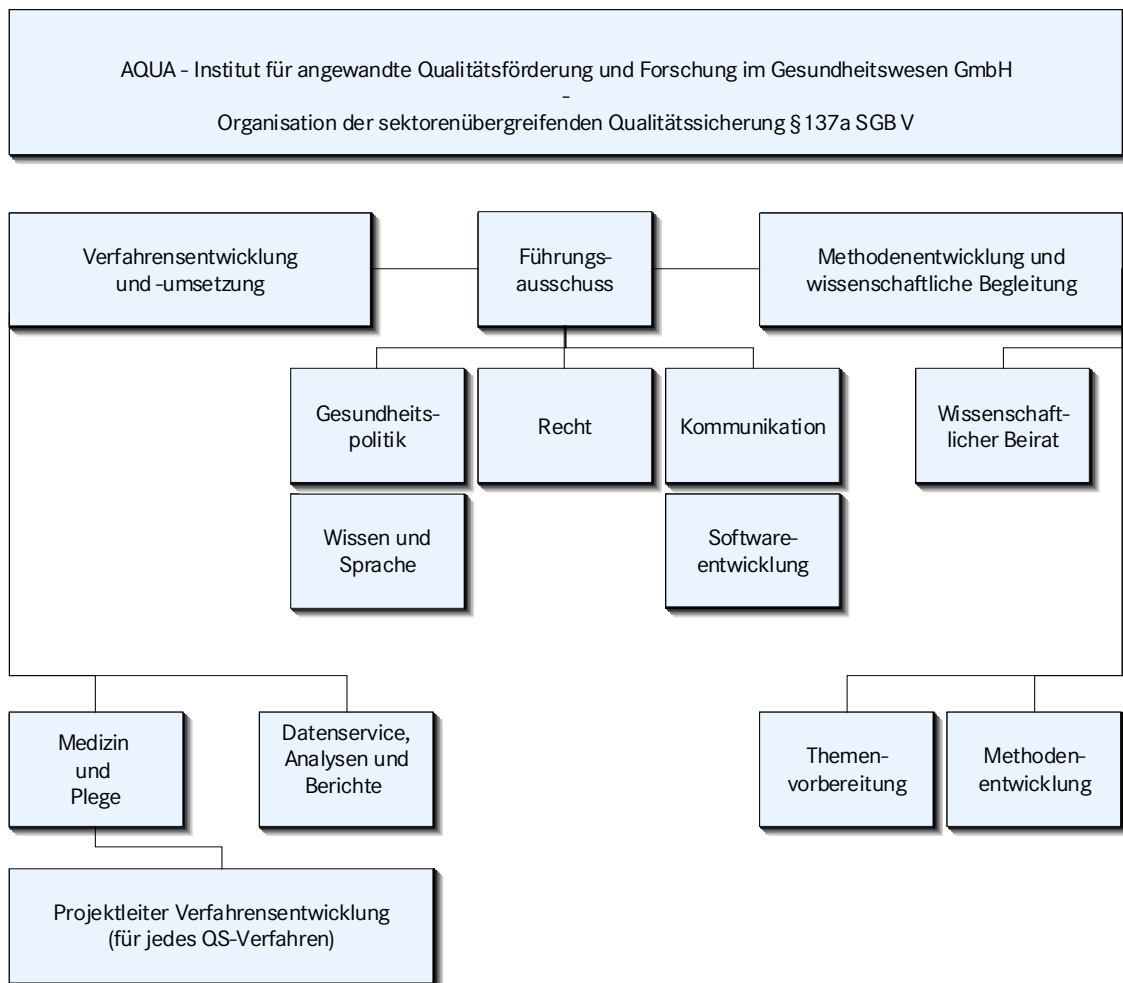 AQUA - Institut für angewandte Qualitätsförderung und Forschung im Gesundheitswesen GmbH
-
Organisation der sektorenübergreifenden Qualitätssicherung § 137a SGB V
Verfahrensentwicklung
und -umsetzung
Führungs-
ausschuss
Methodenentwicklung und
wissenschaftliche Begleitung
Gesundheits-
politik
Recht
Kommunikation
Wissenschaft-
licher Beirat
Wissen und
Sprache
Software-
entwicklung
Medizin
und
Plege
Datenservice,
Analysen und
Berichte
Themen-
vorbereitung
Methoden-
entwicklung
Projektleiter Verfahrensentwicklung
(für jedes QS-Verfahren)